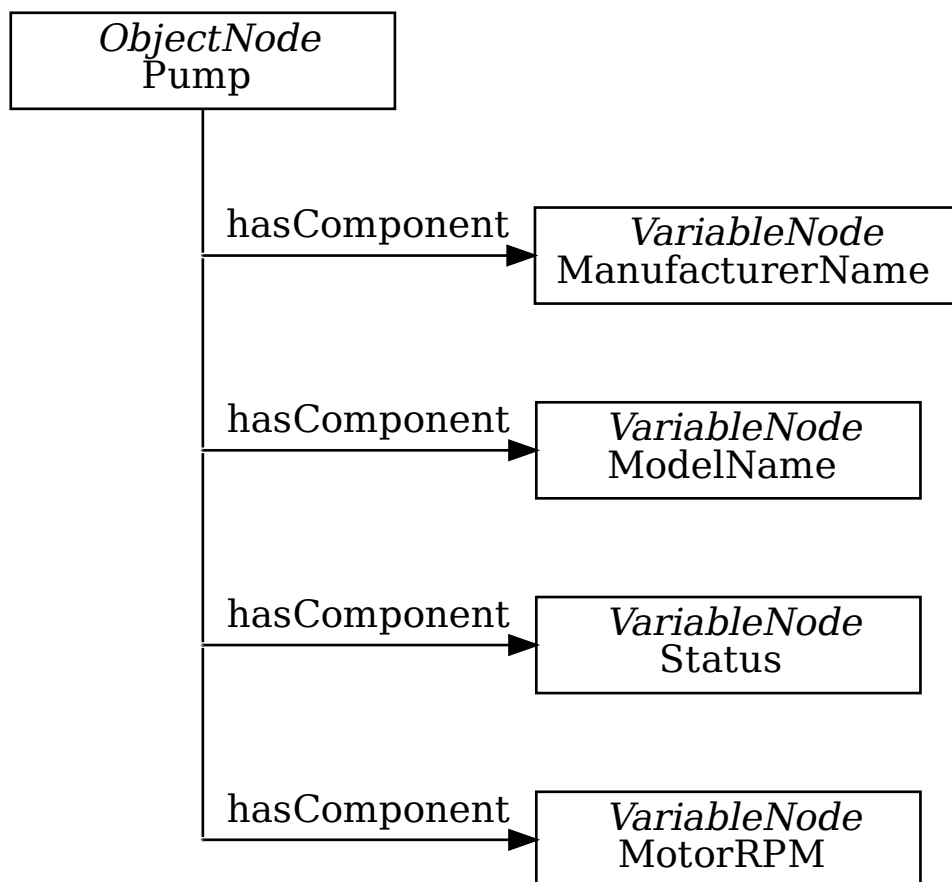 ObjectNode
Pump
hasComponent
VariableNode
ManufacturerName
hasComponent
VariableNode
ModelName
hasComponent
VariableNode
Status
hasComponent
VariableNode
MotorRPM